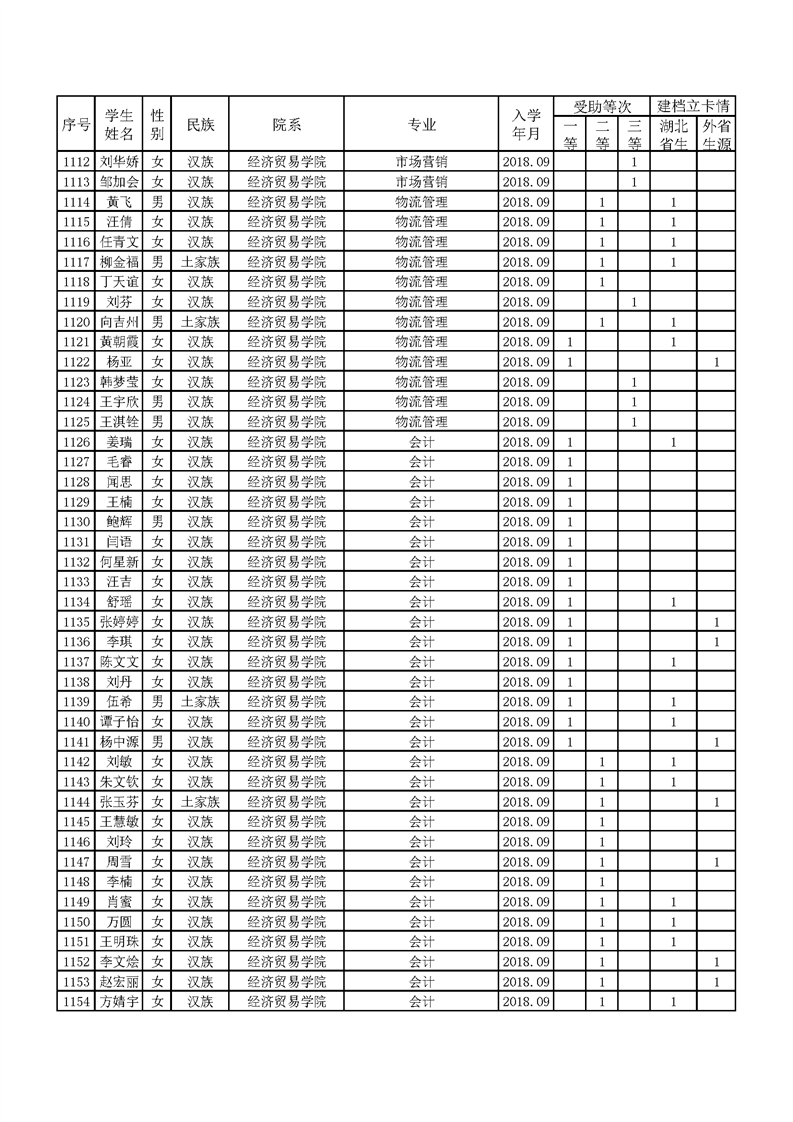 序号 学生姓名 性别 民族 院系 专业 入学年月 受助等次 建档立卡情
一等 二等 三等 湖北省生 外省生源
1112 刘华娇 女 汉族 经济贸易学院 市场营销 2018.09 1
1113 邹加会 女 汉族 经济贸易学院 市场营销 2018.09 1
1114 黄飞 男 汉族 经济贸易学院 物流管理 2018.09 1 1
1115 汪倩 女 汉族 经济贸易学院 物流管理 2018.09 1 1
1116 任青文 女 汉族 经济贸易学院 物流管理 2018.09 1 1
1117 柳金福 男 土家族 经济贸易学院 物流管理 2018.09 1 1
1118 丁天谊 女 汉族 经济贸易学院 物流管理 2018.09 1
1119 刘芬 女 汉族 经济贸易学院 物流管理 2018.09 1
1120 向吉州 男 土家族 经济贸易学院 物流管理 2018.09 1 1
1121 黄朝霞 女 汉族 经济贸易学院 物流管理 2018.09 1 1
1122 杨亚 女 汉族 经济贸易学院 物流管理 2018.09 1 1
1123 韩梦莹 女 汉族 经济贸易学院 物流管理 2018.09 1
1124 王宇欣 男 汉族 经济贸易学院 物流管理 2018.09 1
1125 王淇铨 男 汉族 经济贸易学院 物流管理 2018.09 1
1126 姜瑞 女 汉族 经济贸易学院 会计 2018.09 1 1
1127 毛睿 女 汉族 经济贸易学院 会计 2018.09 1
1128 闻思 女 汉族 经济贸易学院 会计 2018.09 1
1129 王楠 女 汉族 经济贸易学院 会计 2018.09 1
1130 鲍辉 男 汉族 经济贸易学院 会计 2018.09 1
1131 闫语 女 汉族 经济贸易学院 会计 2018.09 1
1132 何星新 女 汉族 经济贸易学院 会计 2018.09 1
1133 汪吉 女 汉族 经济贸易学院 会计 2018.09 1
1134 舒瑶 女 汉族 经济贸易学院 会计 2018.09 1 1
1135 张婷婷 女 汉族 经济贸易学院 会计 2018.09 1 1
1136 李琪 女 汉族 经济贸易学院 会计 2018.09 1 1
1137 陈文文 女 汉族 经济贸易学院 会计 2018.09 1 1
1138 刘丹 女 汉族 经济贸易学院 会计 2018.09 1
1139 伍希 男 土家族 经济贸易学院 会计 2018.09 1 1
1140 谭子怡 女 汉族 经济贸易学院 会计 2018.09 1 1
1141 杨中源 男 汉族 经济贸易学院 会计 2018.09 1 1
1142 刘敏 女 汉族 经济贸易学院 会计 2018.09 1 1
1143 朱文钦 女 汉族 经济贸易学院 会计 2018.09 1 1
1144 张玉芬 女 土家族 经济贸易学院 会计 2018.09 1 1
1145 王慧敏 女 汉族 经济贸易学院 会计 2018.09 1
1146 刘玲 女 汉族 经济贸易学院 会计 2018.09 1
1147 周雪 女 汉族 经济贸易学院 会计 2018.09 1 1
1148 李楠 女 汉族 经济贸易学院 会计 2018.09 1
1149 肖蜜 女 汉族 经济贸易学院 会计 2018.09 1 1
1150 万圆 女 汉族 经济贸易学院 会计 2018.09 1 1
1151 王明珠 女 汉族 经济贸易学院 会计 2018.09 1 1
1152 李文烩 女 汉族 经济贸易学院 会计 2018.09 1 1
1153 赵宏丽 女 汉族 经济贸易学院 会计 2018.09 1 1
1154 方婧宇 女 汉族 经济贸易学院 会计 2018.09 1 1